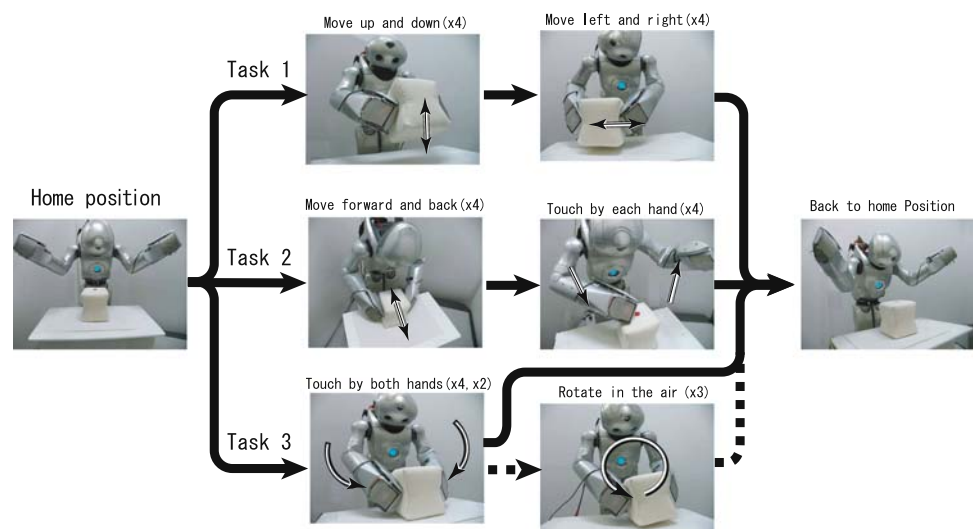 Move up and down(x4)
Move left and right(x4)
Task 1
Home position
Move forward and back(x4)
Touch by each hand(x4)
Back to home Position
Task 2
Touch by both hands(x4,x2)
Rotate in the air(x3)
Task 3